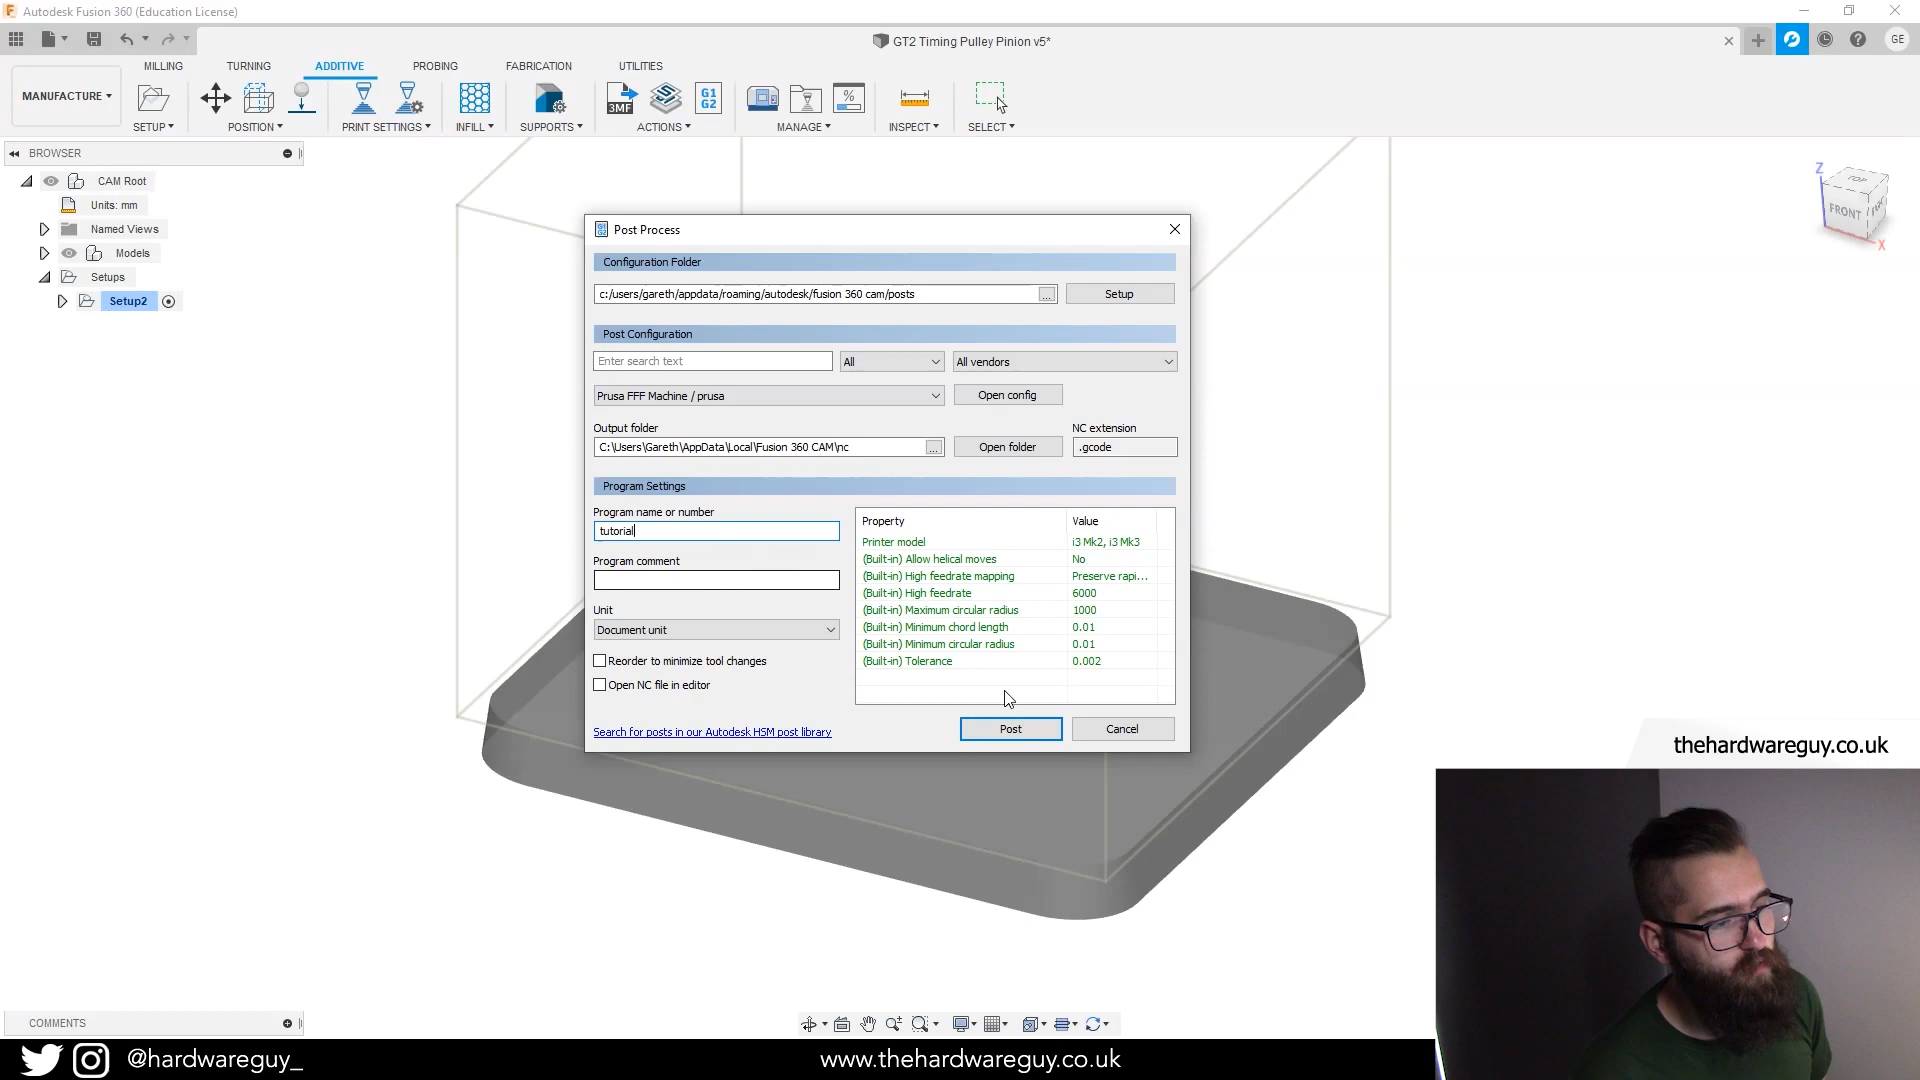 Autodesk Fusion 360 (Education License)
GT2 Timing Pulley Pinion v5*
GE
MILLING
TURNING
ADDITIVE
PROBING
FABRICATION
UTILITIES
MANUFACTURE
3MF
G1
G2
%
SETUP
POSITION
PRINT SETTINGS
INFILL
SUPPORTS
ACTIONS
MANAGE
INSPECT
SELECT
BROWSER
CAM Root
Units: mm
Named Views
Models
Setups
Setup2
Z
TOP
FRONT
X
Post Process
Configuration Folder
c:/users/gareth/appdata/roaming/autodesk/fusion 360 cam/posts
...
Setup
Post Configuration
Enter search text
All
All vendors
Prusa FFF Machine / prusa
Open config
Output folder
NC extension
C:\Users\Gareth\AppData\Local\Fusion 360 CAM\nc
...
Open folder
.gcode
Program Settings
Program name or number
tutorial
Program comment
Unit
Document unit
Reorder to minimize tool changes
Open NC file in editor
Property Value
Printer model i3 Mk2, i3 Mk3
(Built-in) Allow helical moves No
(Built-in) High feedrate mapping Preserve rapi...
(Built-in) High feedrate 6000
(Built-in) Maximum circular radius 1000
(Built-in) Minimum chord length 0.01
(Built-in) Minimum circular radius 0.01
(Built-in) Tolerance 0.002
Search for posts in our Autodesk HSM post library
Post
Cancel
thehardwareguy.co.uk
COMMENTS
@hardwareguy_
www.thehardwareguy.co.uk